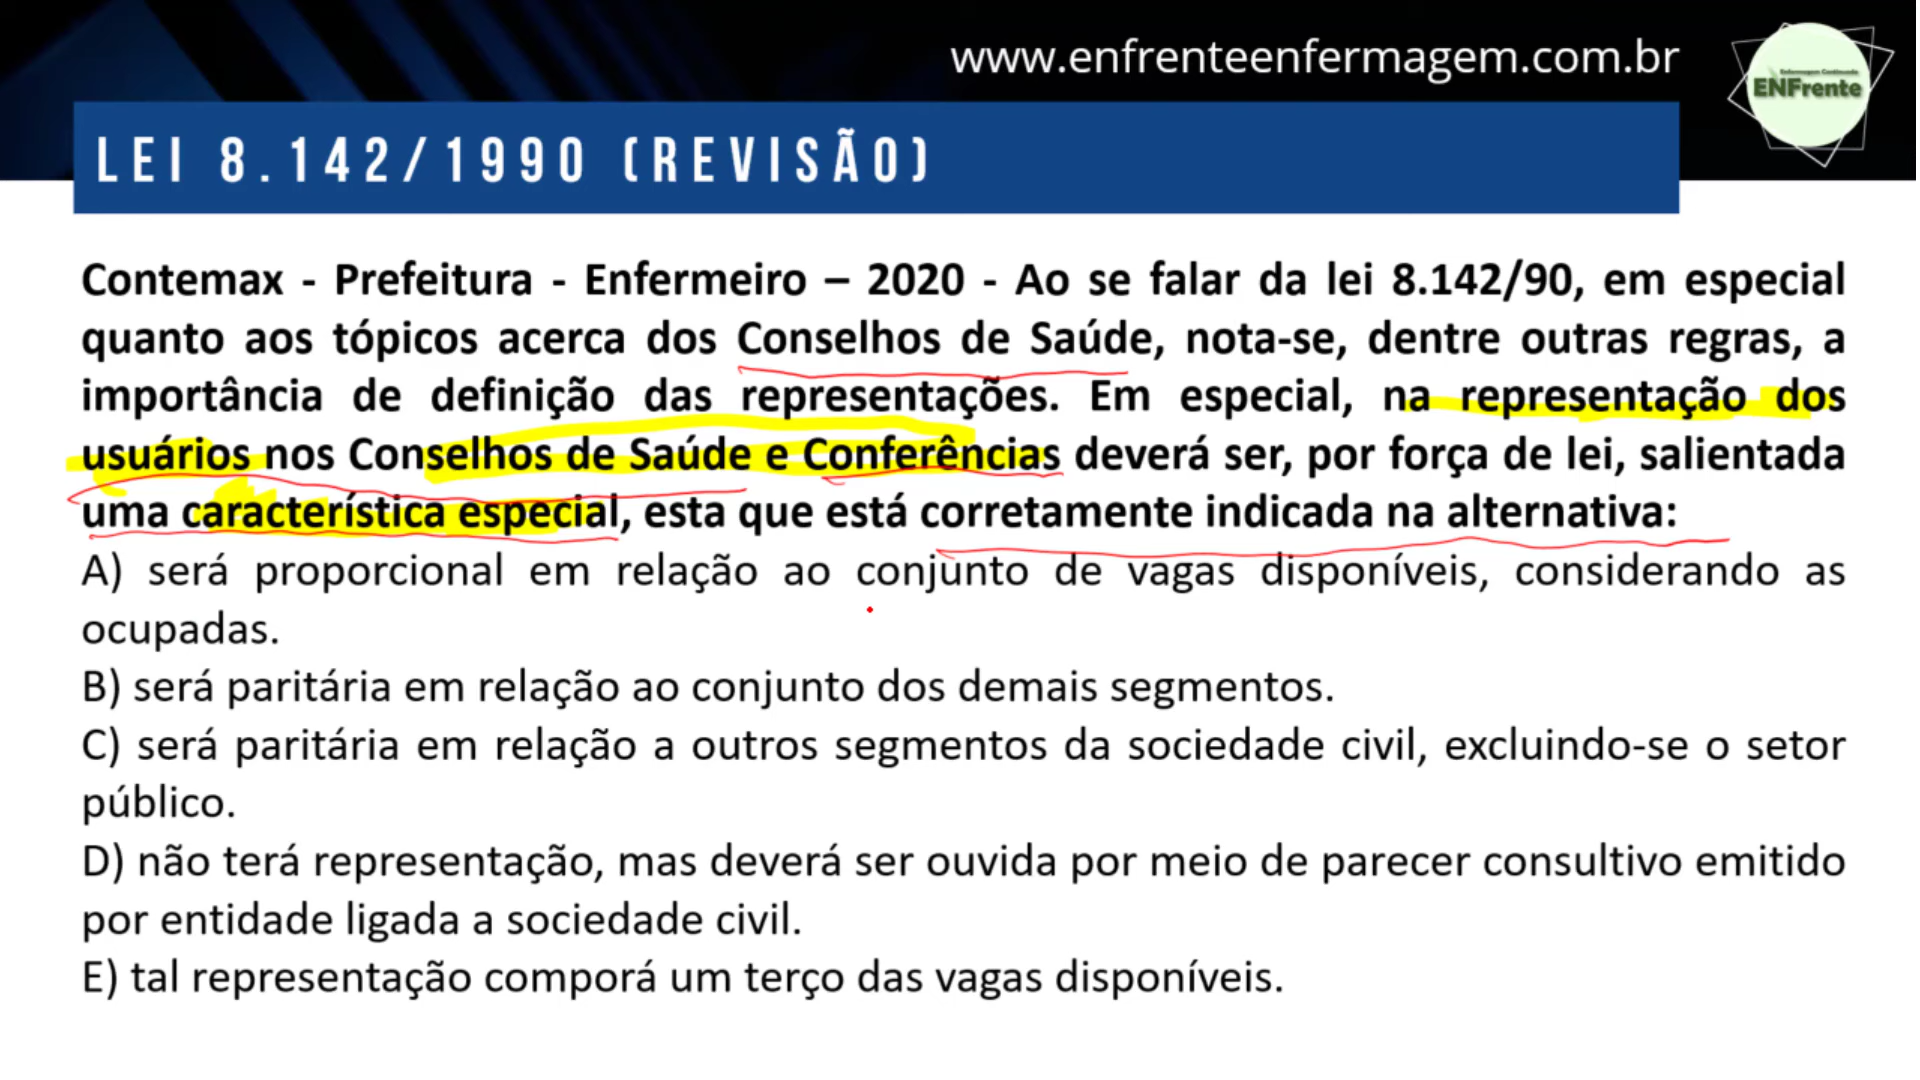 www.enfrenteenfermagem.com.br
Enfermagem Continuada
ENFrente
LEI 8.142/1990 (REVISÃO)
Contemax - Prefeitura - Enfermeiro – 2020 - Ao se falar da lei 8.142/90, em especial
quanto aos tópicos acerca dos Conselhos de Saúde, nota-se, dentre outras regras, a
importância de definição das representações. Em especial, na representação dos
usuários nos Conselhos de Saúde e Conferências deverá ser, por força de lei, salientada
uma característica especial, esta que está corretamente indicada na alternativa:
A) será proporcional em relação ao conjunto de vagas disponíveis, considerando as
ocupadas.
B) será paritária em relação ao conjunto dos demais segmentos.
C) será paritária em relação a outros segmentos da sociedade civil, excluindo-se o setor
público.
D) não terá representação, mas deverá ser ouvida por meio de parecer consultivo emitido
por entidade ligada a sociedade civil.
E) tal representação comporá um terço das vagas disponíveis.